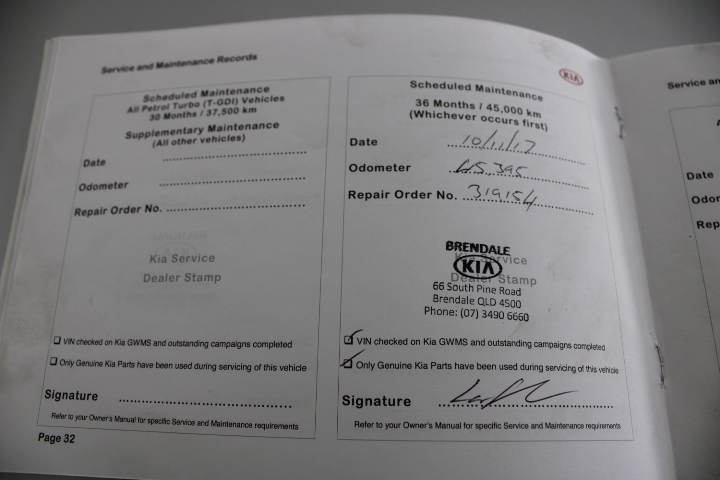 Service and Maintenance Records
Scheduled Maintenance
All Petrol Turbo (T-GDI) Vehicles
30 Months / 37,500 km
Supplementary Maintenance
(All other vehicles)
Date
Odometer
Repair Order No.
Kia Service
Dealer Stamp
VIN checked on Kia GWMS and outstanding campaigns completed
Only Genuine Kia Parts have been used during servicing of this vehicle
Signature
Refer to your Owner's Manual for specific Service and Maintenance requirements
Page 32
KIA
Scheduled Maintenance
36 Months / 45,000 km
(Whichever occurs first)
Date 10/11/17
Odometer 45 395
Repair Order No. 319154
Kia Service
Dealer Stamp
BRENDALE
KIA
66 South Pine Road
Brendale QLD 4500
Phone: (07) 3490 6660
VIN checked on Kia GWMS and outstanding campaigns completed
Only Genuine Kia Parts have been used during servicing of this vehicle
Signature
Refer to your Owner's Manual for specific Service and Maintenance requirements
Service an
Date
Odor
Rep